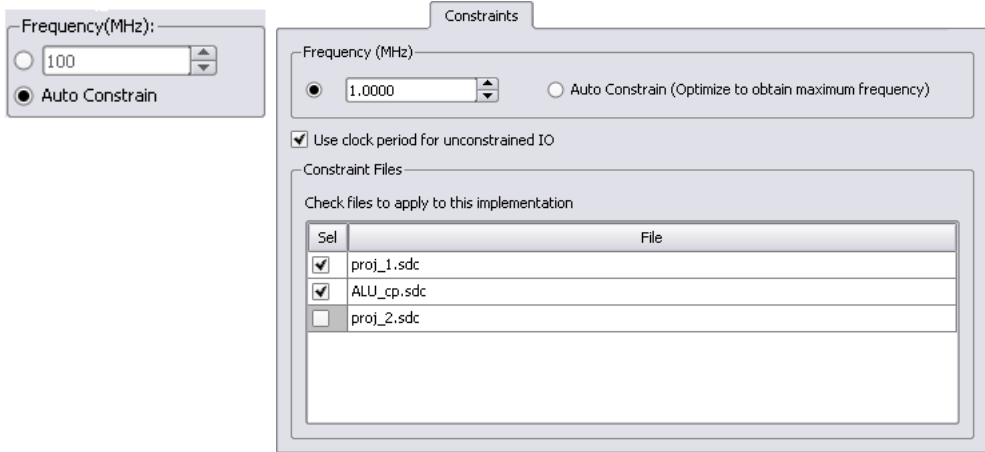 Frequency(MHz):
100
Auto Constrain
Constraints
Frequency (MHz)
1.0000
Auto Constrain (Optimize to obtain maximum frequency)
Use clock period for unconstrained IO
Constraint Files
Check files to apply to this implementation
Sel File
proj_1.sdc
ALU_cp.sdc
proj_2.sdc